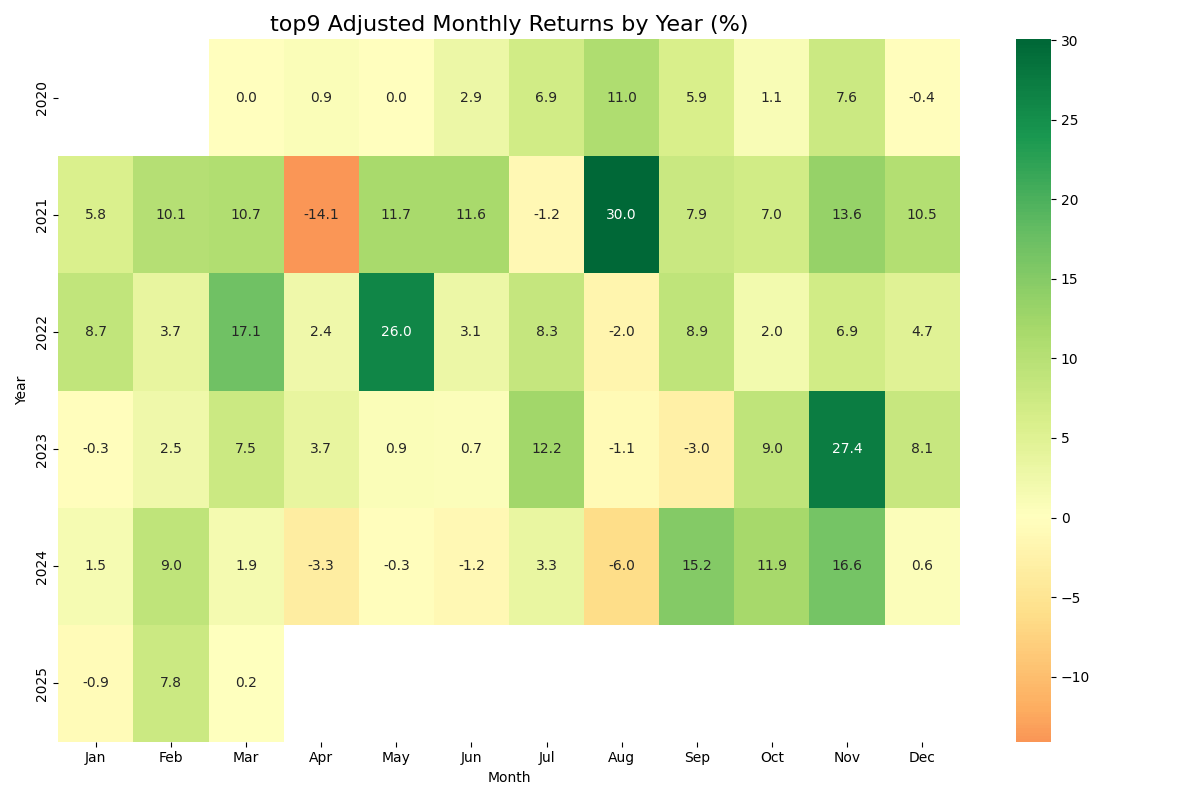 top9 Adjusted Monthly Returns by Year (%)
2020 0.0 0.9 0.0 2.9 6.9 11.0 5.9 1.1 7.6 -0.4
2021 5.8 10.1 10.7 -14.1 11.7 11.6 -1.2 30.0 7.9 7.0 13.6 10.5
2022 8.7 3.7 17.1 2.4 26.0 3.1 8.3 -2.0 8.9 2.0 6.9 4.7
2023 -0.3 2.5 7.5 3.7 0.9 0.7 12.2 -1.1 -3.0 9.0 27.4 8.1
2024 1.5 9.0 1.9 -3.3 -0.3 -1.2 3.3 -6.0 15.2 11.9 16.6 0.6
2025 -0.9 7.8 0.2
Year
Jan Feb Mar Apr May Jun Jul Aug Sep Oct Nov Dec
Month
30
25
20
15
10
5
0
−5
−10